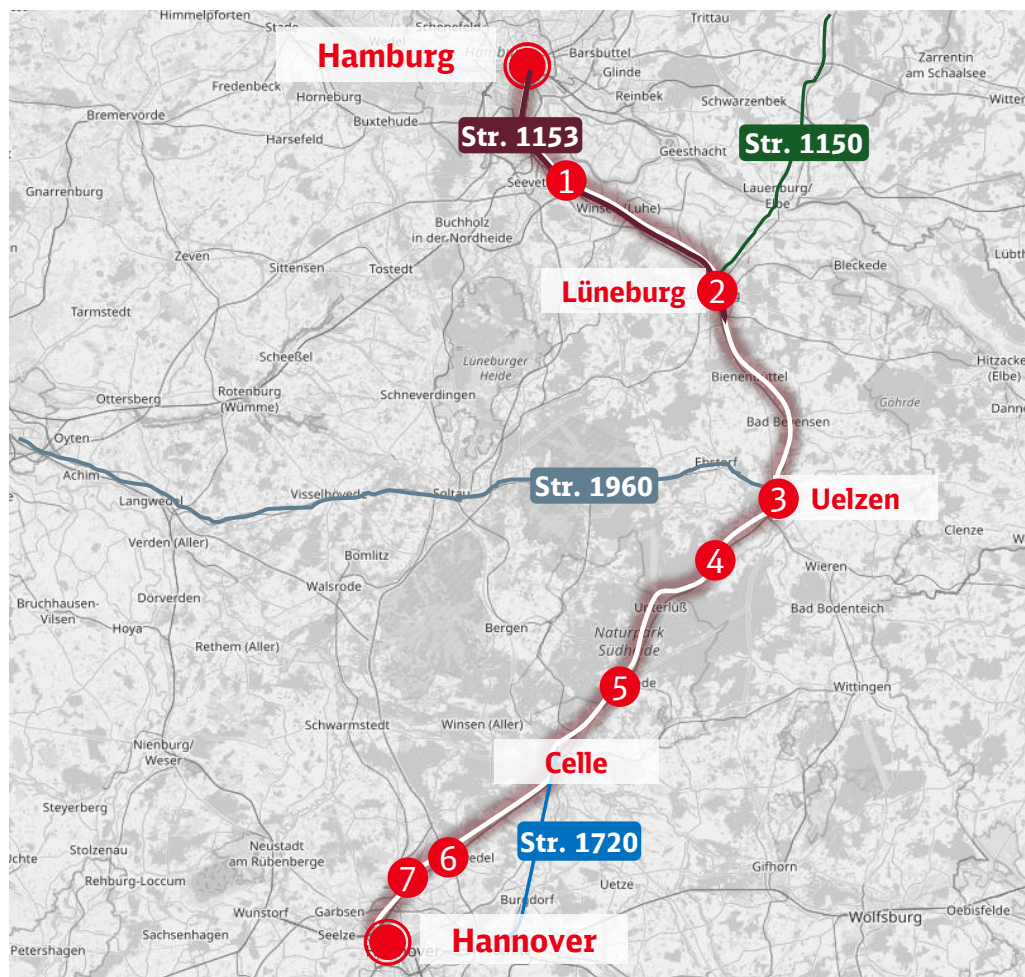 Himmelpforten
Trittau
Hamburg
Barsbüttel
Zarrentin
am Schaalsee
Glinde
Fredenbeck
Horneburg
Reinbek
Schwarzenbek
Bremervörde
Buxtehude
Str. 1153
Str. 1150
Harsefeld
Geesthacht
1
Gnarrenburg
Lauenburg/
Elbe
Winsen (Luhe)
Buchholz
in der Nordheide
Zeven
Sittensen
Tostedt
Bleckede
Lüneburg
2
Tarmstedt
Scheeßel
Lüneburger
Heide
Hitzacker
(Elbe)
Bienenbüttel
Ottersberg
Rotenburg
(Wümme)
Schneverdingen
Göhrde
Bad Bevensen
Oyten
Achim
Ebstorf
Langwedel
Visselhövede
Soltau
Str. 1960
3
Uelzen
Verden (Aller)
Clenze
Bomlitz
4
Wieren
Walsrode
Dörverden
Bruchhausen-
Vilsen
Unterlüß
Bad Bodenteich
Hoya
Bergen
Naturpark
Südheide
Rethem (Aller)
5
Wittingen
Schwarmstedt
Winsen (Aller)
Nienburg/
Weser
Celle
Steyerberg
Str. 1720
Stolzenau
Neustadt
am Rübenberge
6
Gifhorn
7
Rehburg-Loccum
Uetze
Burgdorf
Wunstorf
Garbsen
Wolfsburg
Oebisfelde
Sachsenhagen
Seelze
Hannover
Petershagen